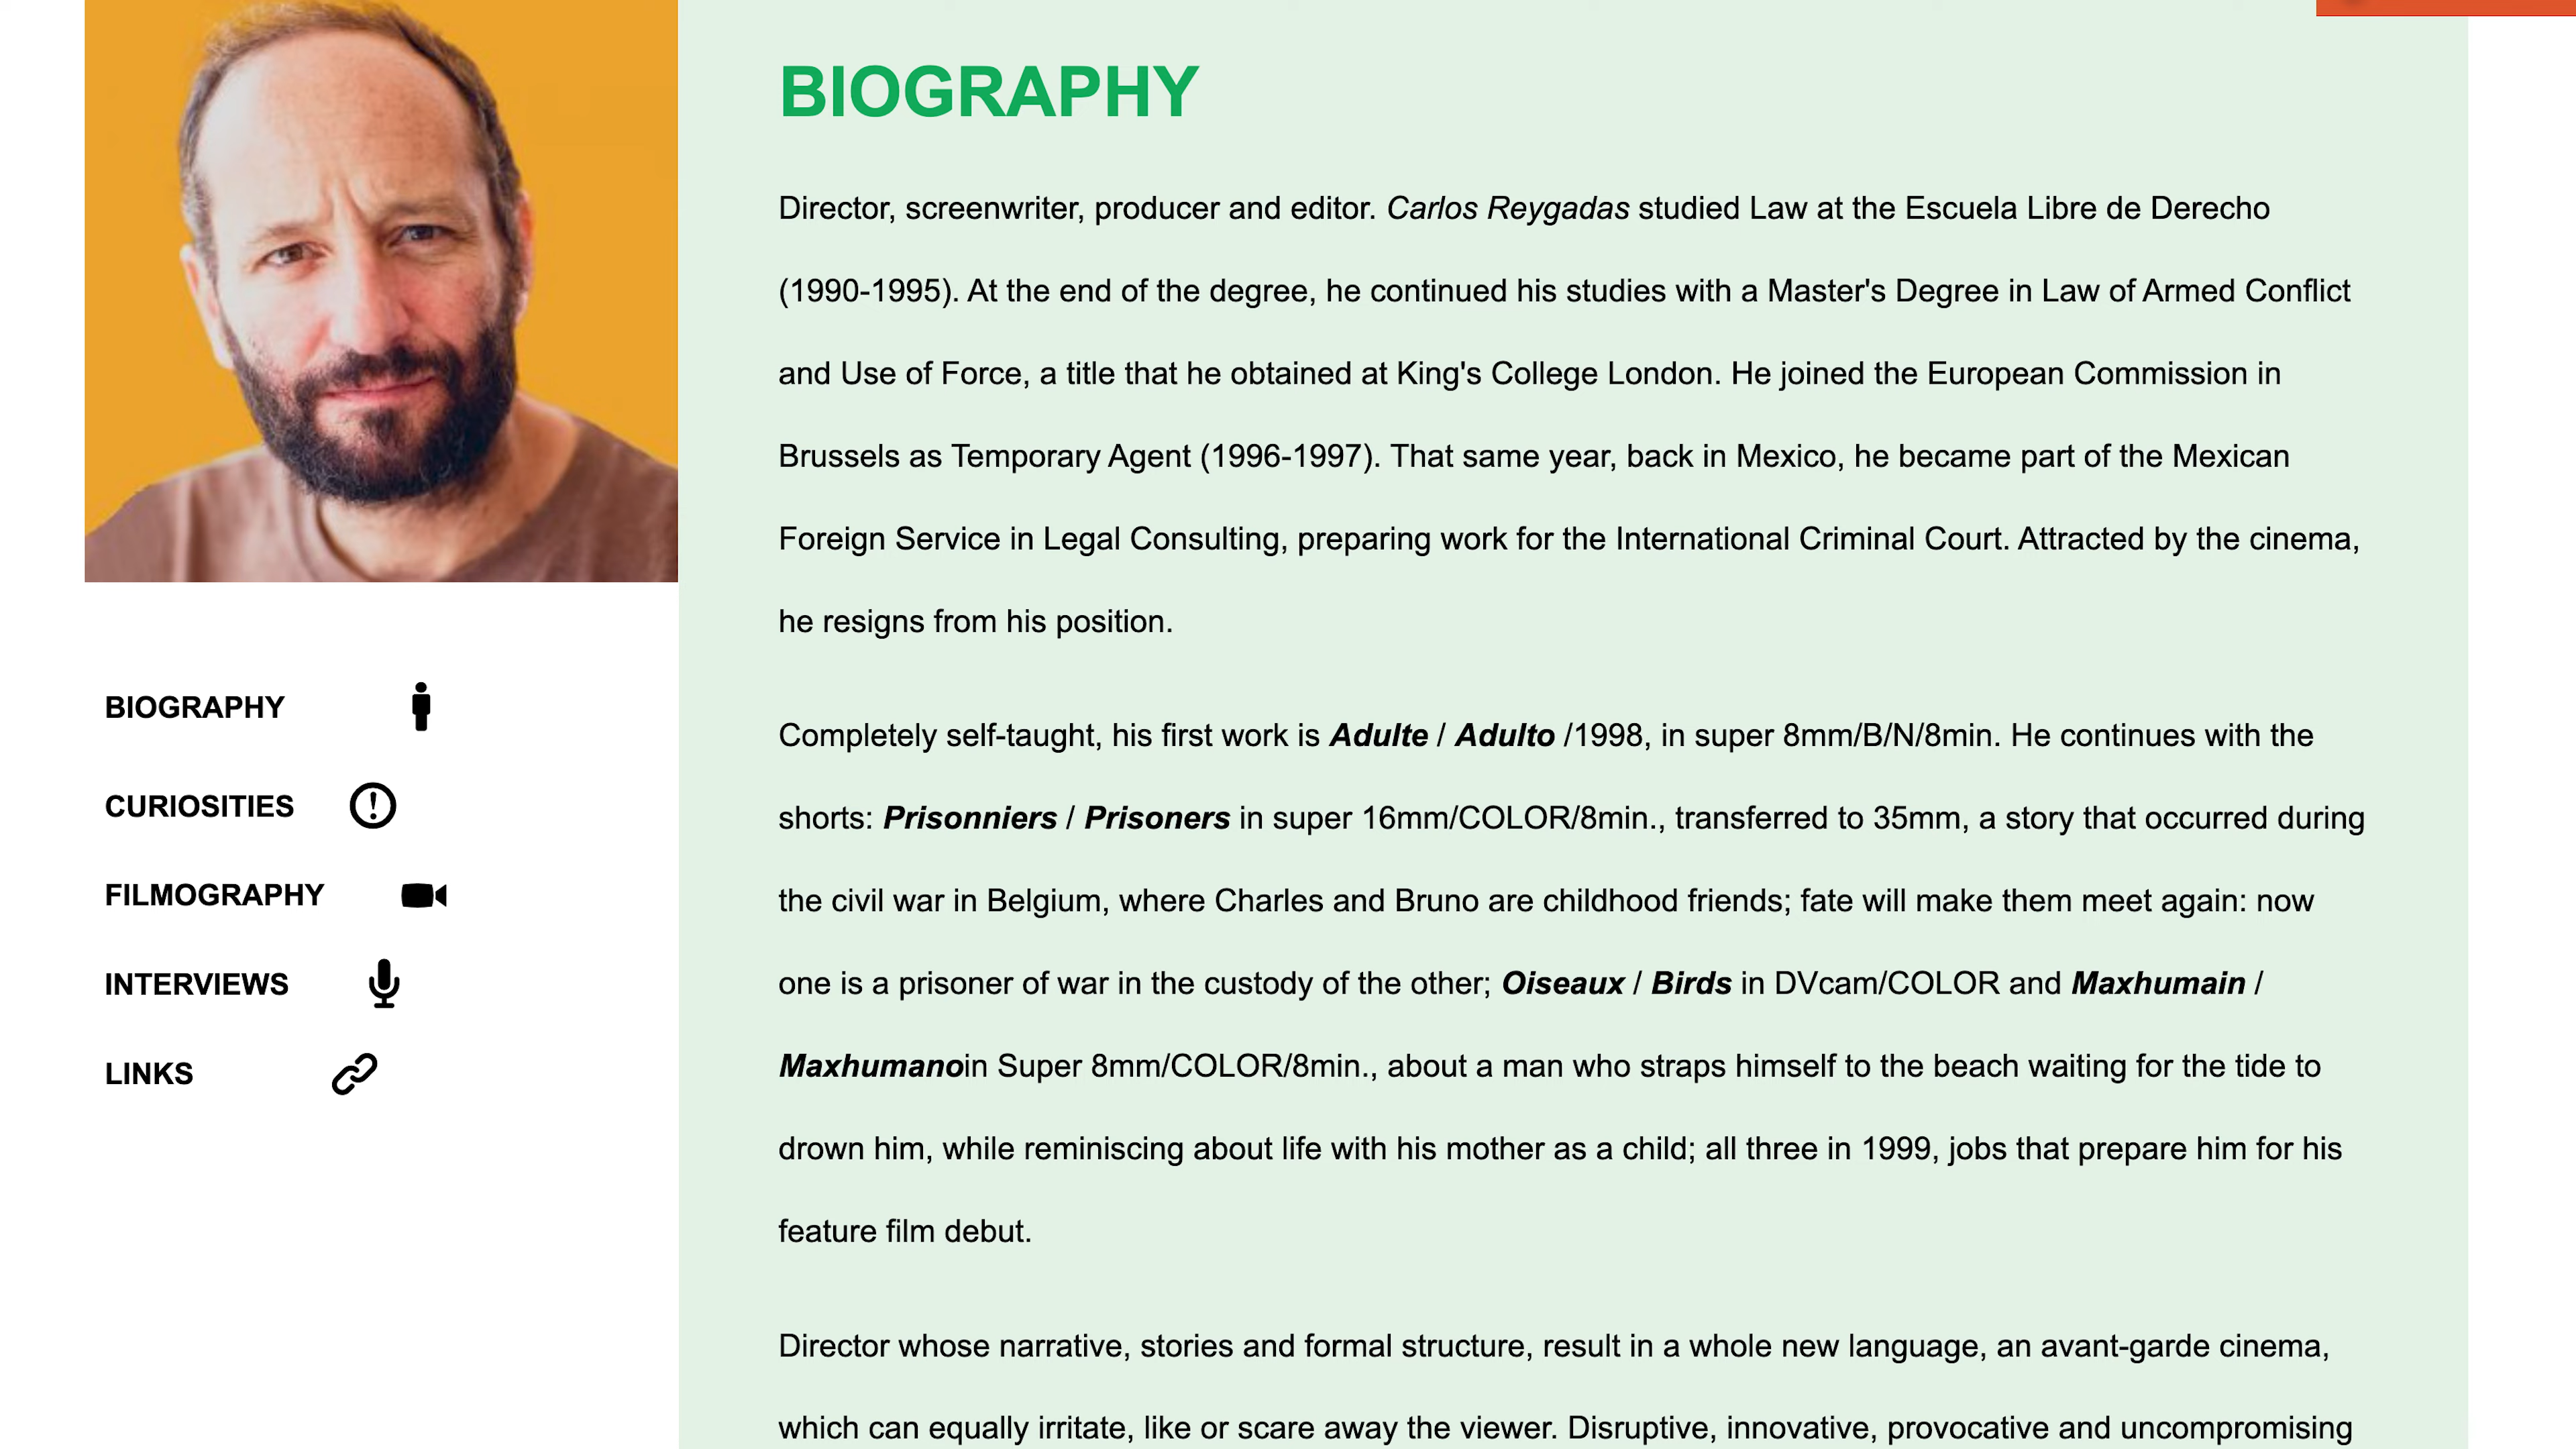 BIOGRAPHY
Director, screenwriter, producer and editor. Carlos Reygadas studied Law at the Escuela Libre de Derecho
(1990-1995). At the end of the degree, he continued his studies with a Master's Degree in Law of Armed Conflict
and Use of Force, a title that he obtained at King's College London. He joined the European Commission in
Brussels as Temporary Agent (1996-1997). That same year, back in Mexico, he became part of the Mexican
Foreign Service in Legal Consulting, preparing work for the International Criminal Court. Attracted by the cinema,
he resigns from his position.
Completely self-taught, his first work is Adulte / Adulto /1998, in super 8mm/B/N/8min. He continues with the
shorts: Prisonniers / Prisoners in super 16mm/COLOR/8min., transferred to 35mm, a story that occurred during
the civil war in Belgium, where Charles and Bruno are childhood friends; fate will make them meet again: now
one is a prisoner of war in the custody of the other; Oiseaux / Birds in DVcam/COLOR and Maxhumain /
Maxhumanoin Super 8mm/COLOR/8min., about a man who straps himself to the beach waiting for the tide to
drown him, while reminiscing about life with his mother as a child; all three in 1999, jobs that prepare him for his
feature film debut.
Director whose narrative, stories and formal structure, result in a whole new language, an avant-garde cinema,
which can equally irritate, like or scare away the viewer. Disruptive, innovative, provocative and uncompromising
BIOGRAPHY
CURIOSITIES
FILMOGRAPHY
INTERVIEWS
LINKS